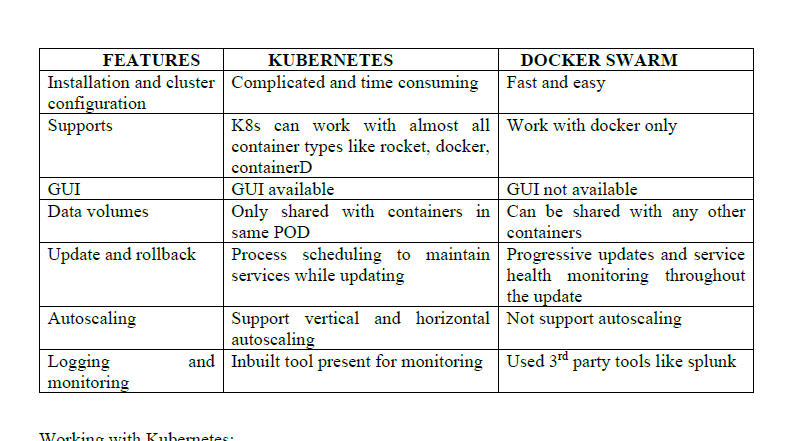 FEATURES KUBERNETES DOCKER SWARM
Installation and cluster configuration Complicated and time consuming Fast and easy
Supports K8s can work with almost all container types like rocket, docker, containerD Work with docker only
GUI GUI available GUI not available
Data volumes Only shared with containers in same POD Can be shared with any other containers
Update and rollback Process scheduling to maintain services while updating Progressive updates and service health monitoring throughout the update
Autoscaling Support vertical and horizontal autoscaling Not support autoscaling
Logging and monitoring Inbuilt tool present for monitoring Used 3rd party tools like splunk
Working with Kubernetes: